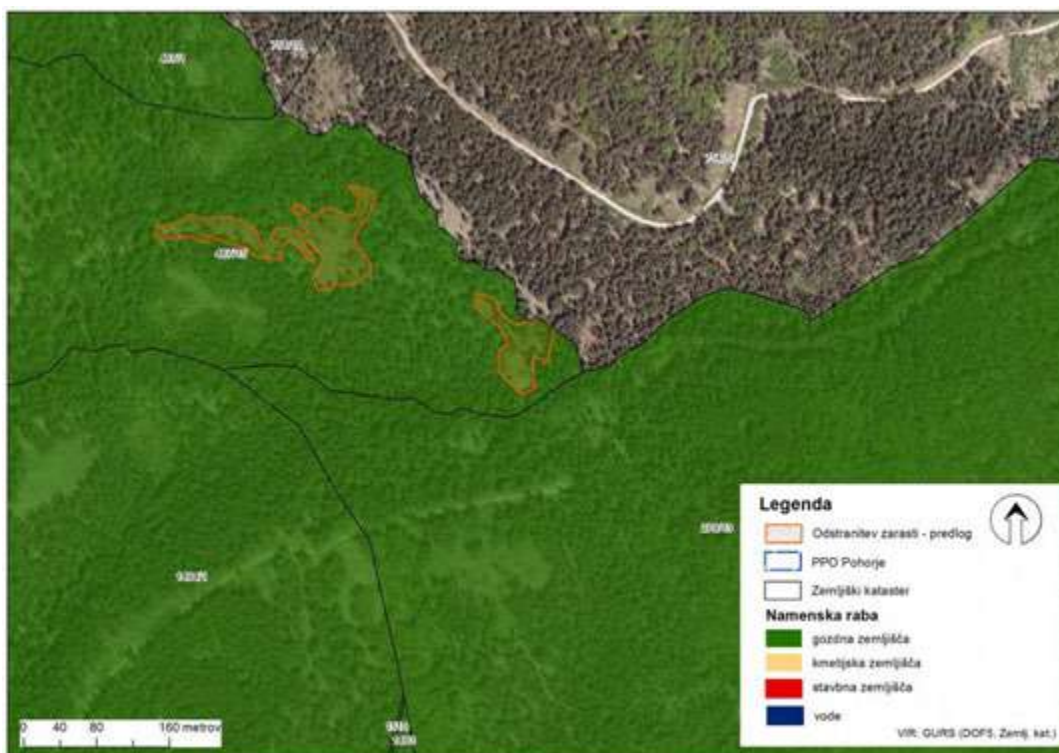 Legenda
Odstranitev zarasti - predlog
PPO Pohorje
Zemljiški kataster
Namenska raba
gozdna zemljišča
kmetijska zemljišča
stavbna zemljišča
vode
0 40 80 160 metrov
VIR: GURS (DOF5, Zemlj. kat.)